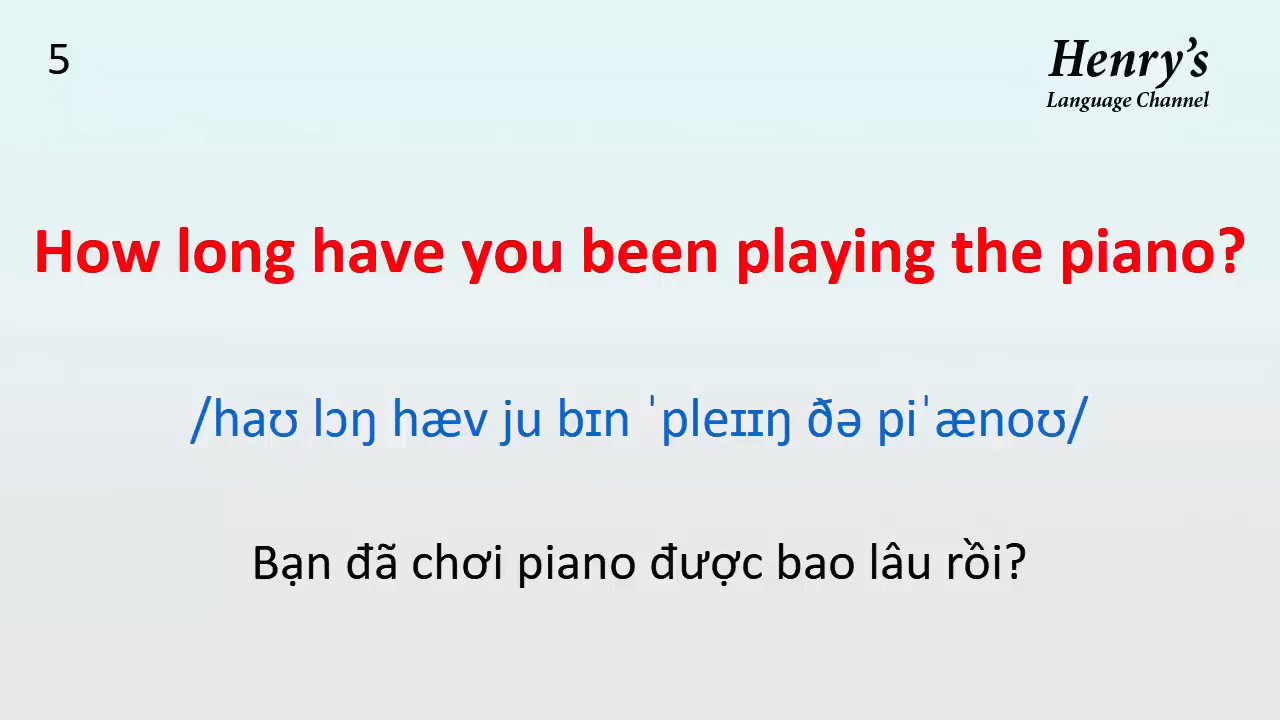 5
Henry's
Language Channel
How long have you been playing the piano?
/haʊ lɔŋ hæv ju bɪn ˈpleɪɪŋ ðə piˈænoʊ/
Bạn đã chơi piano được bao lâu rồi?